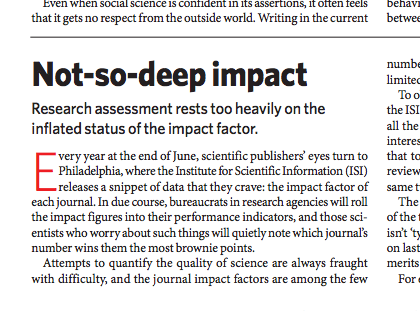 Even when social science is confident in its assertions, it often feels
that it gets no respect from the outside world. Writing in the current
Not-so-deep impact
Research assessment rests too heavily on the
inflated status of the impact factor.
Every year at the end of June, scientific publishers' eyes turn to
Philadelphia, where the Institute for Scientific Information (ISI)
releases a snippet of data that they crave: the impact factor of
each journal. In due course, bureaucrats in research agencies will roll
the impact figures into their performance indicators, and those sci-
entists who worry about such things will quietly note which journal's
number wins them the most brownie points.
Attempts to quantify the quality of science are always fraught
with difficulty, and the journal impact factors are among the few
behavi
betwee
numbe
limited
To o
the ISI
all the
interes
that to
review
same t
The
of the t
isn't 'ty
on last
merits
For e